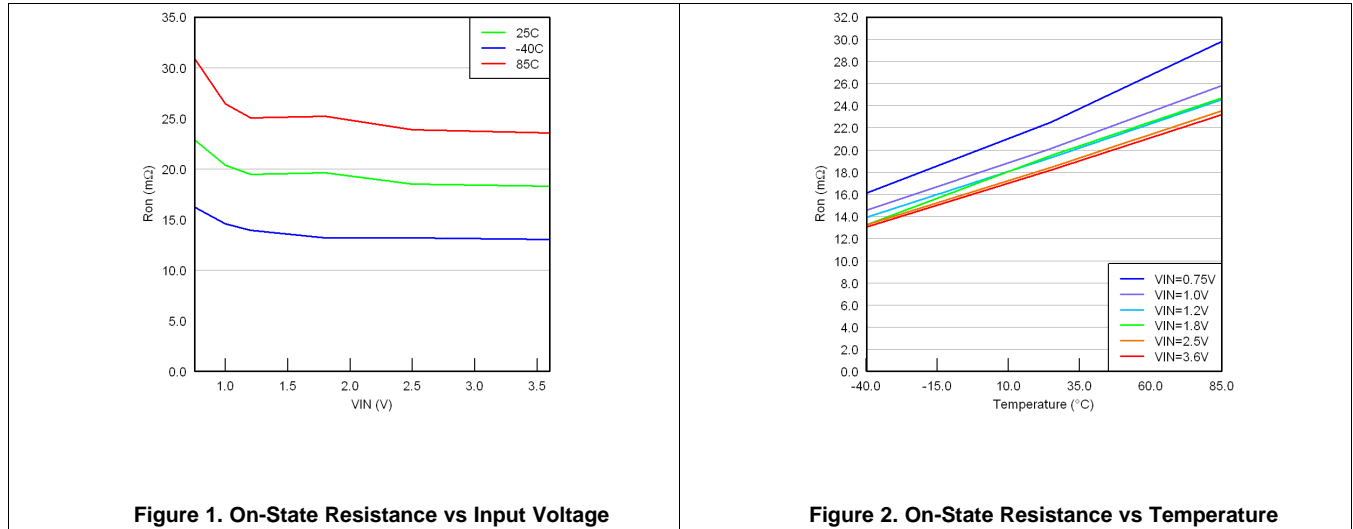 35.0
30.0
25.0
20.0
15.0
10.0
5.0
0.0
Ron (mΩ)
25C
-40C
85C
1.0 1.5 2.0 2.5 3.0 3.5
VIN (V)
Figure 1. On-State Resistance vs Input Voltage
32.0
30.0
28.0
26.0
24.0
22.0
20.0
18.0
16.0
14.0
12.0
10.0
8.0
6.0
4.0
2.0
0.0
Ron (mΩ)
VIN=0.75V
VIN=1.0V
VIN=1.2V
VIN=1.8V
VIN=2.5V
VIN=3.6V
-40.0 -15.0 10.0 35.0 60.0 85.0
Temperature (°C)
Figure 2. On-State Resistance vs Temperature